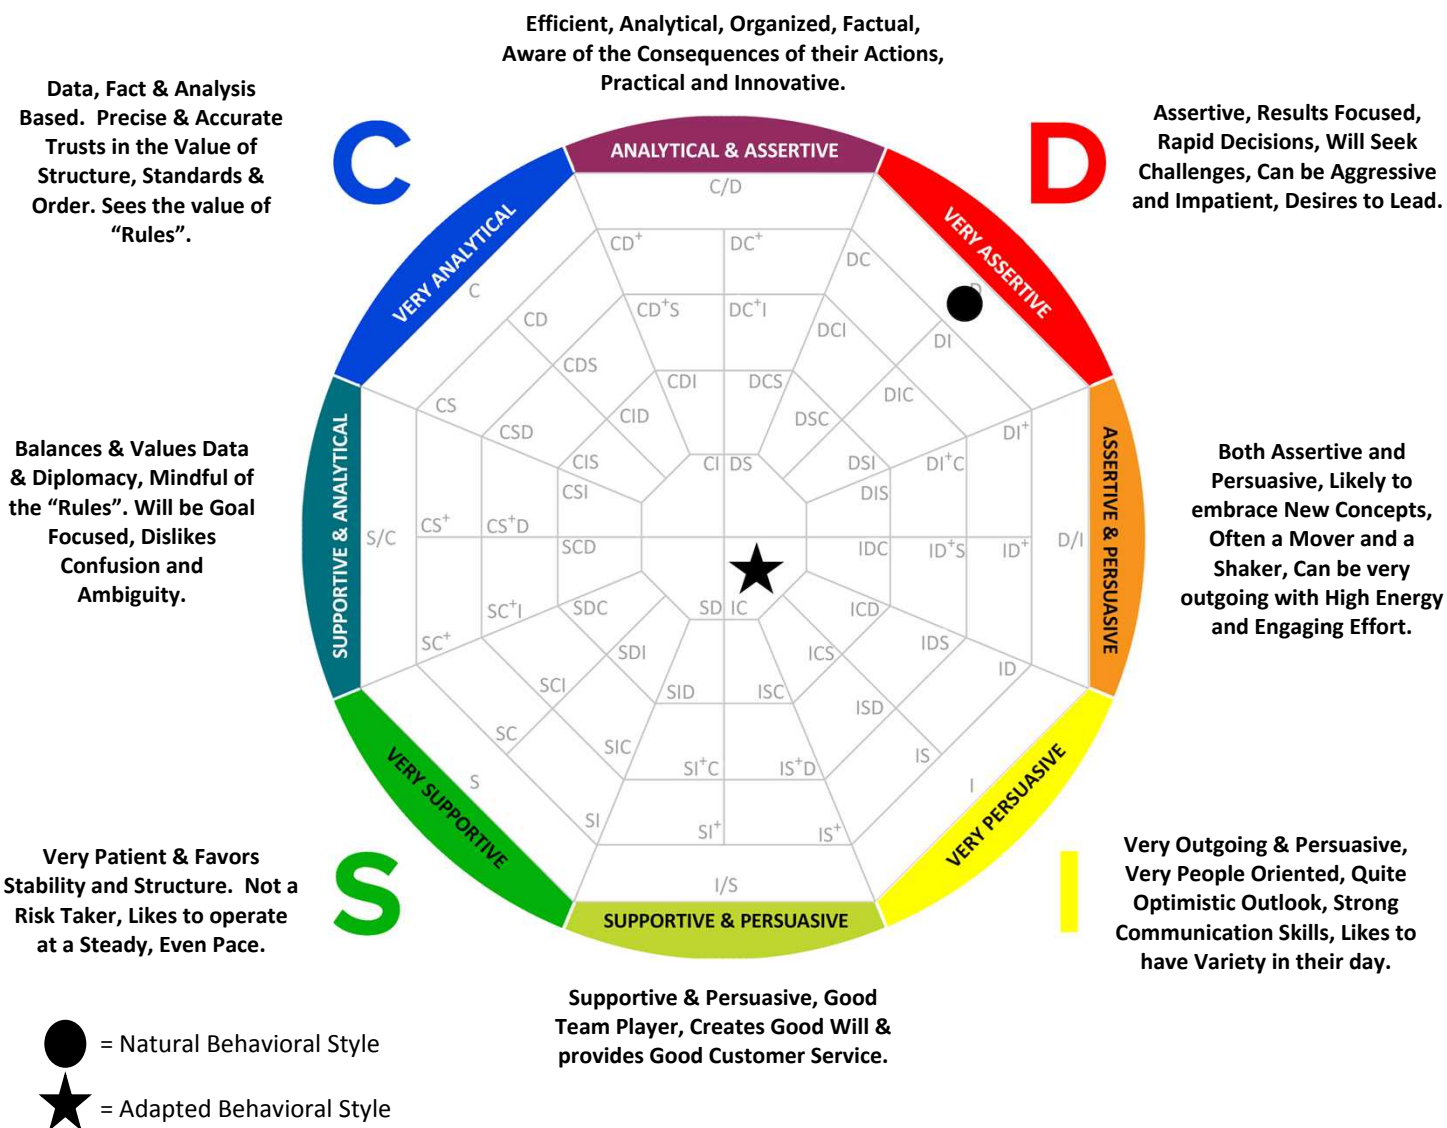 Efficient, Analytical, Organized, Factual,
Aware of the Consequences of their Actions,
Practical and Innovative.
Data, Fact & Analysis
Based.  Precise & Accurate
Trusts in the Value of
Structure, Standards &
Order. Sees the value of
“Rules”.
C
D
Assertive, Results Focused,
Rapid Decisions, Will Seek
Challenges, Can be Aggressive
and Impatient, Desires to Lead.
ANALYTICAL & ASSERTIVE
VERY ANALYTICAL
VERY ASSERTIVE
C/D
CD+
DC+
DC
C
D
CD
CD+S
DC+I
DCI
DI
CDS
CDI
DCS
DIC
CS
CID
DSC
CSD
DI+
CIS
CI
DS
DSI
DI+C
CSI
DIS
Balances & Values Data
& Diplomacy, Mindful of
the “Rules”. Will be Goal
Focused, Dislikes
Confusion and
Ambiguity.
SUPPORTIVE & ANALYTICAL
ASSERTIVE & PERSUASIVE
Both Assertive and
Persuasive, Likely to
embrace New Concepts,
Often a Mover and a
Shaker, Can be very
outgoing with High Energy
and Engaging Effort.
S/C
CS+
CS+D
SCD
IDC
ID+S
ID+
D/I
SC+I
SDC
SD
IC
ICD
SC+
SDI
ICS
IDS
SCI
SID
ISC
ID
SC
SIC
ISD
SI+C
IS+D
IS
S
I
SI
SI+
IS+
I/S
VERY SUPPORTIVE
VERY PERSUASIVE
SUPPORTIVE & PERSUASIVE
Very Patient & Favors
Stability and Structure.  Not a
Risk Taker, Likes to operate
at a Steady, Even Pace.
S
I
Very Outgoing & Persuasive,
Very People Oriented, Quite
Optimistic Outlook, Strong
Communication Skills, Likes to
have Variety in their day.
Supportive & Persuasive, Good
Team Player, Creates Good Will &
provides Good Customer Service.
= Natural Behavioral Style
= Adapted Behavioral Style